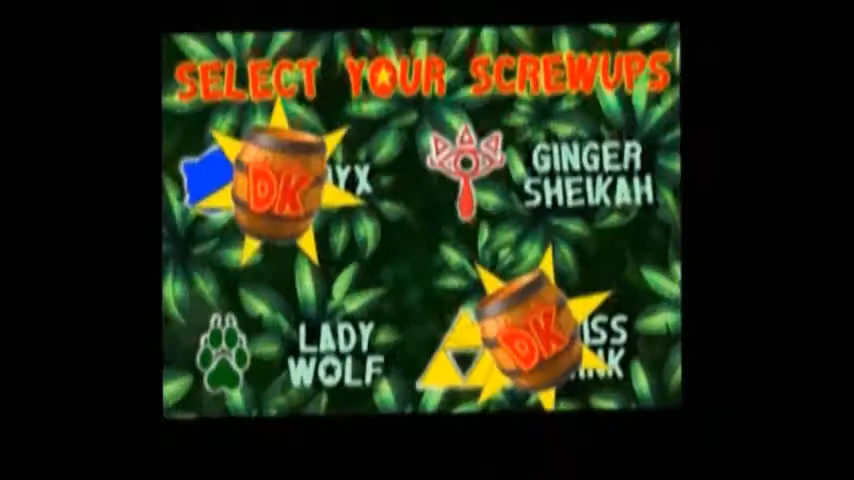 SELECT YOUR SCREWUPS
DK
GINGER
SHEIKAH
LADY
WOLF
DK